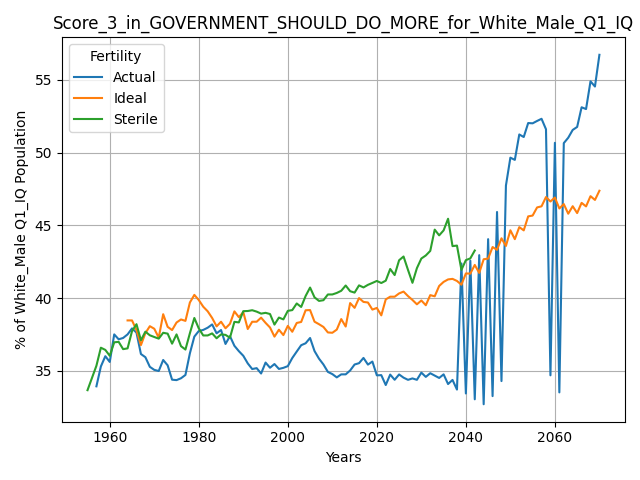 Score_3_in_GOVERNMENT_SHOULD_DO_MORE_for_White_Male_Q1_IQ
Fertility
Actual
Ideal
Sterile
% of White_Male Q1_IQ Population
55
50
45
40
35
1960
1980
2000
2020
2040
2060
Years